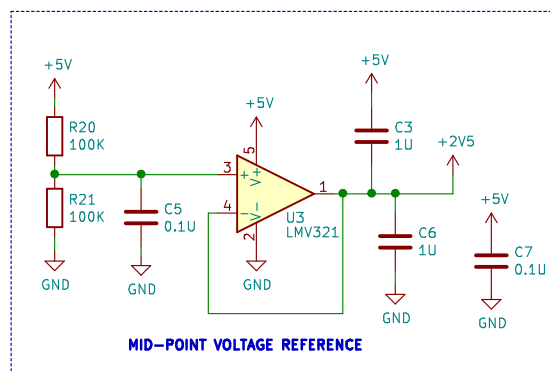 +5V
R20
100K
R21
100K
GND
C5
0.1U
GND
+5V
5
3
+
V+
4
-
V-
2
1
U3
LMV321
GND
+5V
C3
1U
+2V5
C6
1U
GND
+5V
C7
0.1U
GND
MID-POINT VOLTAGE REFERENCE